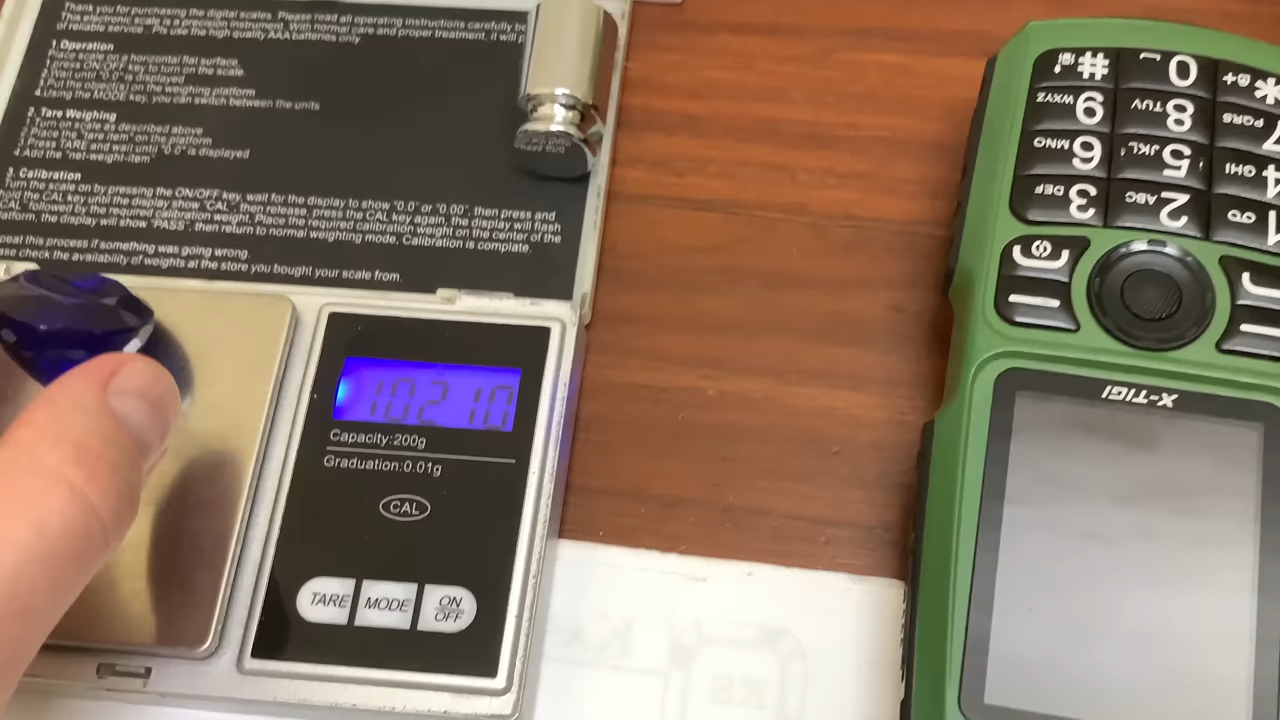 Thank you for purchasing the digital scales. Please read all operating instructions carefully be
This electronic scale is a precision instrument. With normal care and proper treatment, it will p
of reliable service. Pls use the high quality AAA batteries only
1.Operation
Place scale on a horizontal flat surface.
1.press ON/OFF key to turn on the scale.
2.Wait until "0.0" is displayed
3.Put the object(s) on the weighing platform
4.Using the MODE key, you can switch between the units
2. Tare Weighing
1.Turn on scale as described above
2.Place the "tare item" on the platform
3.Press TARE and wait until "0.0" is displayed
4.Add the "net-weight-item"
3. Calibration
Turn the scale on by pressing the ON/OFF key, wait for the display to show "0.0" or "0.00", then press and
hold the CAL key until the display show "CAL", then release, press the CAL key again, the display will flash
"CAL" followed by the required calibration weight. Place the required calibration weight on the center of the
platform, the display will show "PASS", then return to normal weighting mode, Calibration is complete.
peat this process if something was going wrong.
ase check the availability of weights at the store you bought your scale from.
Capacity:200g
Graduation:0.01g
CAL
TARE
MODE
ON
OFF
#
0
*
9 WXYZ
8 TUV
PQRS
6 MNO
5 JKL
4 GHI
3 DEF
2 ABC
1
X-TIGI